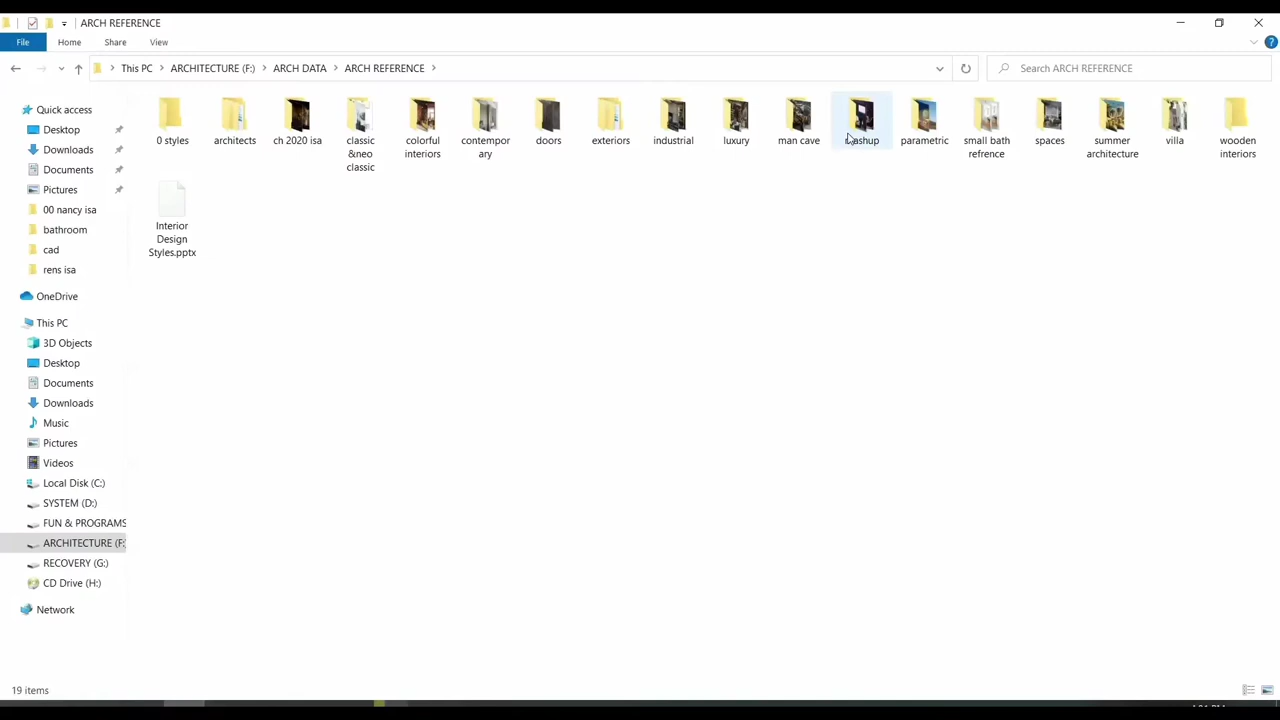 ARCH REFERENCE
File Home Share View
This PC ARCHITECTURE (F:) ARCH DATA ARCH REFERENCE
Search ARCH REFERENCE
Quick access
Desktop
Downloads
Documents
Pictures
00 nancy isa
bathroom
cad
rens isa
OneDrive
This PC
3D Objects
Desktop
Documents
Downloads
Music
Pictures
Videos
Local Disk (C:)
SYSTEM (D:)
FUN & PROGRAMS
ARCHITECTURE (F:
RECOVERY (G:)
CD Drive (H:)
Network
0 styles
architects
ch 2020 isa
classic
&neo
classic
colorful
interiors
contempor
ary
doors
exteriors
industrial
luxury
man cave
parametric
small bath
refrence
spaces
summer
architecture
villa
wooden
interiors
Interior
Design
Styles.pptx
19 items